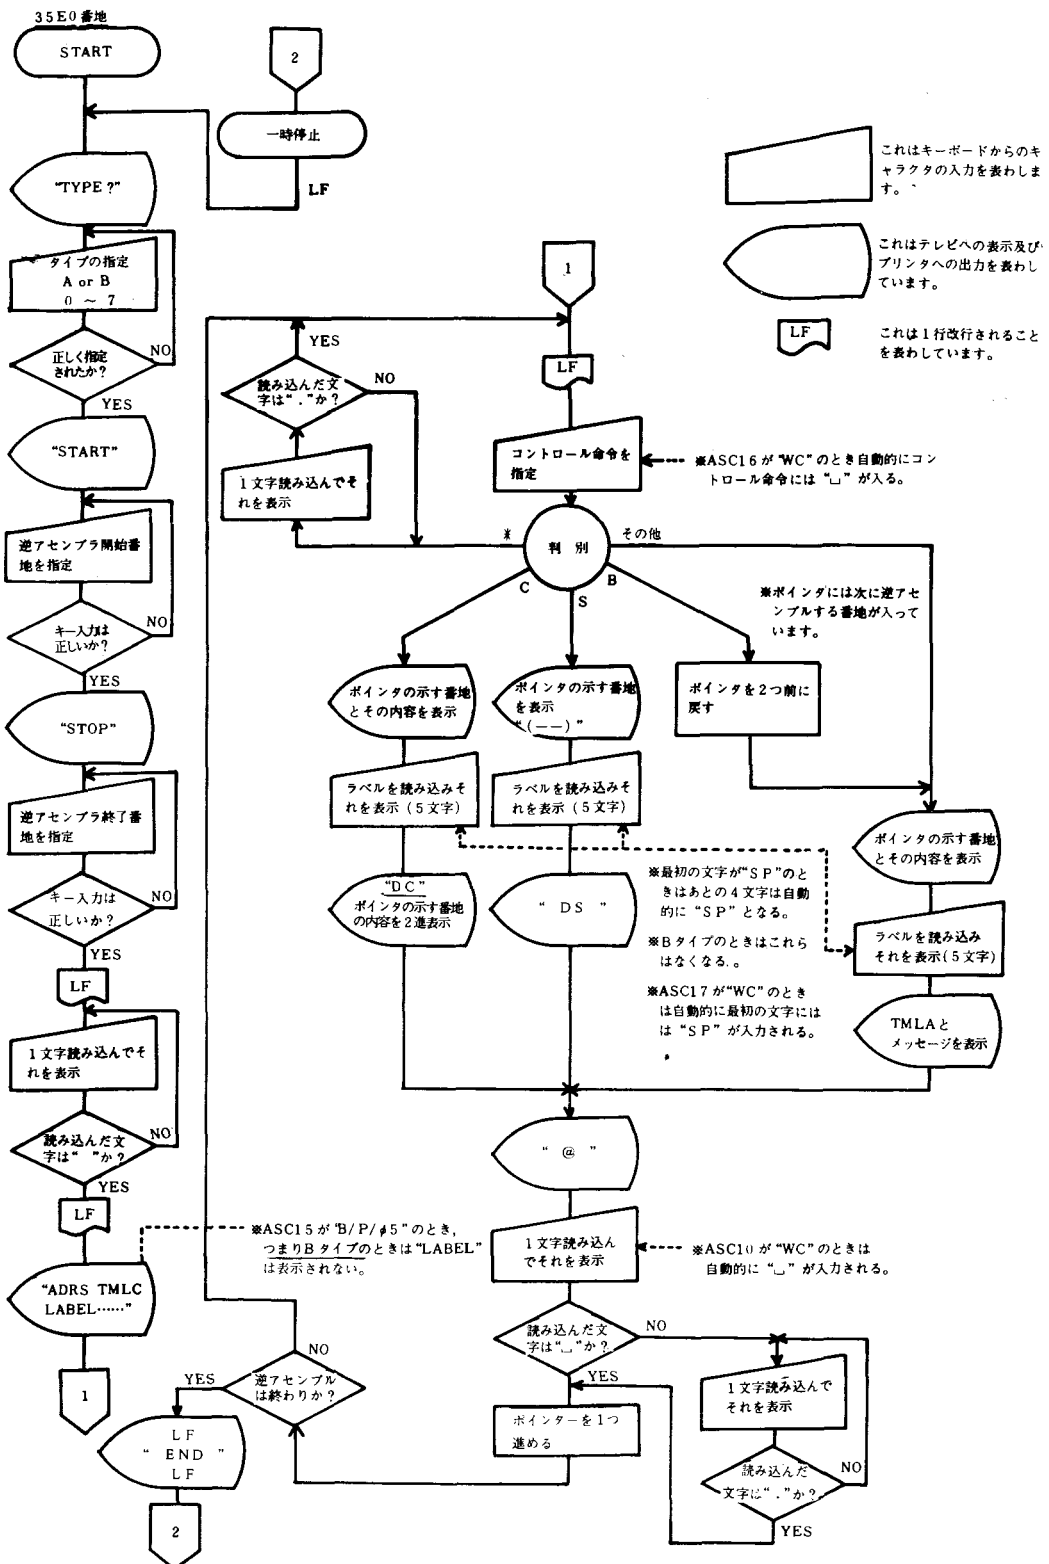 35E0番地
START
2
一時停止
LF
"TYPE ?"
タイプの指定
A or B
0 ～ 7
正しく指定
されたか？
NO
YES
"START"
逆アセンブラ開始番
地を指定
キー入力は
正しいか？
NO
YES
"STOP"
逆アセンブラ終了番
地を指定
キー入力は
正しいか？
NO
YES
LF
1文字読み込んでそ
れを表示
読み込んだ文
字は" "か？
NO
YES
LF
"ADRS TMLC
LABEL……"
1
※ASC15が"B/P/φ5"のとき，
つまりBタイプのときは"LABEL"
は表示されない。
これはキーボードからのキ
ャラクタの入力を表わしま
す。
これはテレビへの表示及び
プリンタへの出力を表わし
ています。
LF
これは1行改行されること
を表わしています。
1
LF
コントロール命令を
指定
※ASC16が"WC"のとき自動的にコン
トロール命令には"␣"が入る。
YES
読み込んだ文
字は"．"か？
NO
1文字読み込んでそ
れを表示
＊
判 別
その他
C
S
B
※ポインタには次に逆アセ
ンブルする番地が入って
います。
ポインタの示す番地
とその内容を表示
ポインタの示す番地
を表示
"(――)"
ポインタを2つ前に
戻す
ラベルを読み込みそ
れを表示(5文字)
ラベルを読み込みそ
れを表示(5文字)
ポインタの示す番地
とその内容を表示
"DC"
ポインタの示す番地
の内容を2進表示
" DS "
※最初の文字が"SP"のと
きはあとの4文字は自動
的に"SP"となる。
※Bタイプのときはこれら
はなくなる．。
※ASC17が"WC"のとき
は自動的に最初の文字には
は"SP"が入力される。
ラベルを読み込み
それを表示(5文字)
TMLAと
メッセージを表示
" @ "
1文字読み込ん
でそれを表示
※ASC10が"WC"のときは
自動的に"␣"が入力される。
読み込んだ文
字は"␣"か？
NO
YES
1文字読み込んで
それを表示
読み込んだ
文字は"．"か？
NO
YES
ポインターを1つ
進める
NO
逆アセンブル
は終わりか？
YES
LF
" END "
LF
2